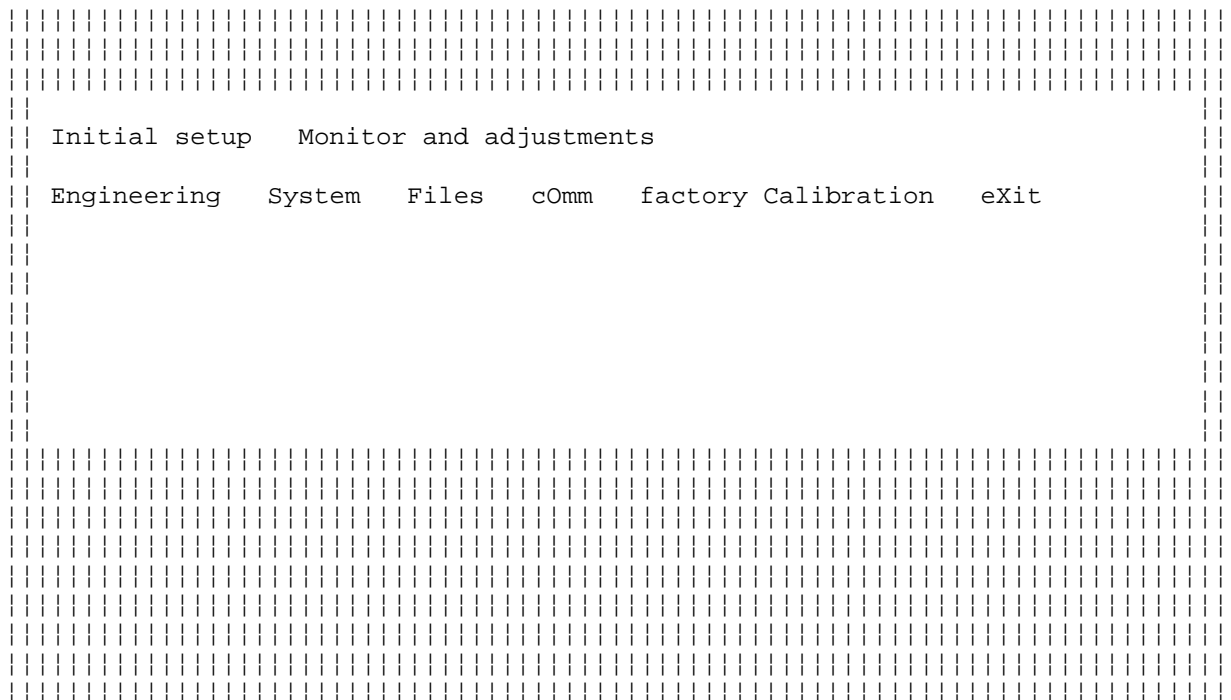 Initial setup   Monitor and adjustments
Engineering   System   Files   cOmm   factory Calibration   eXit